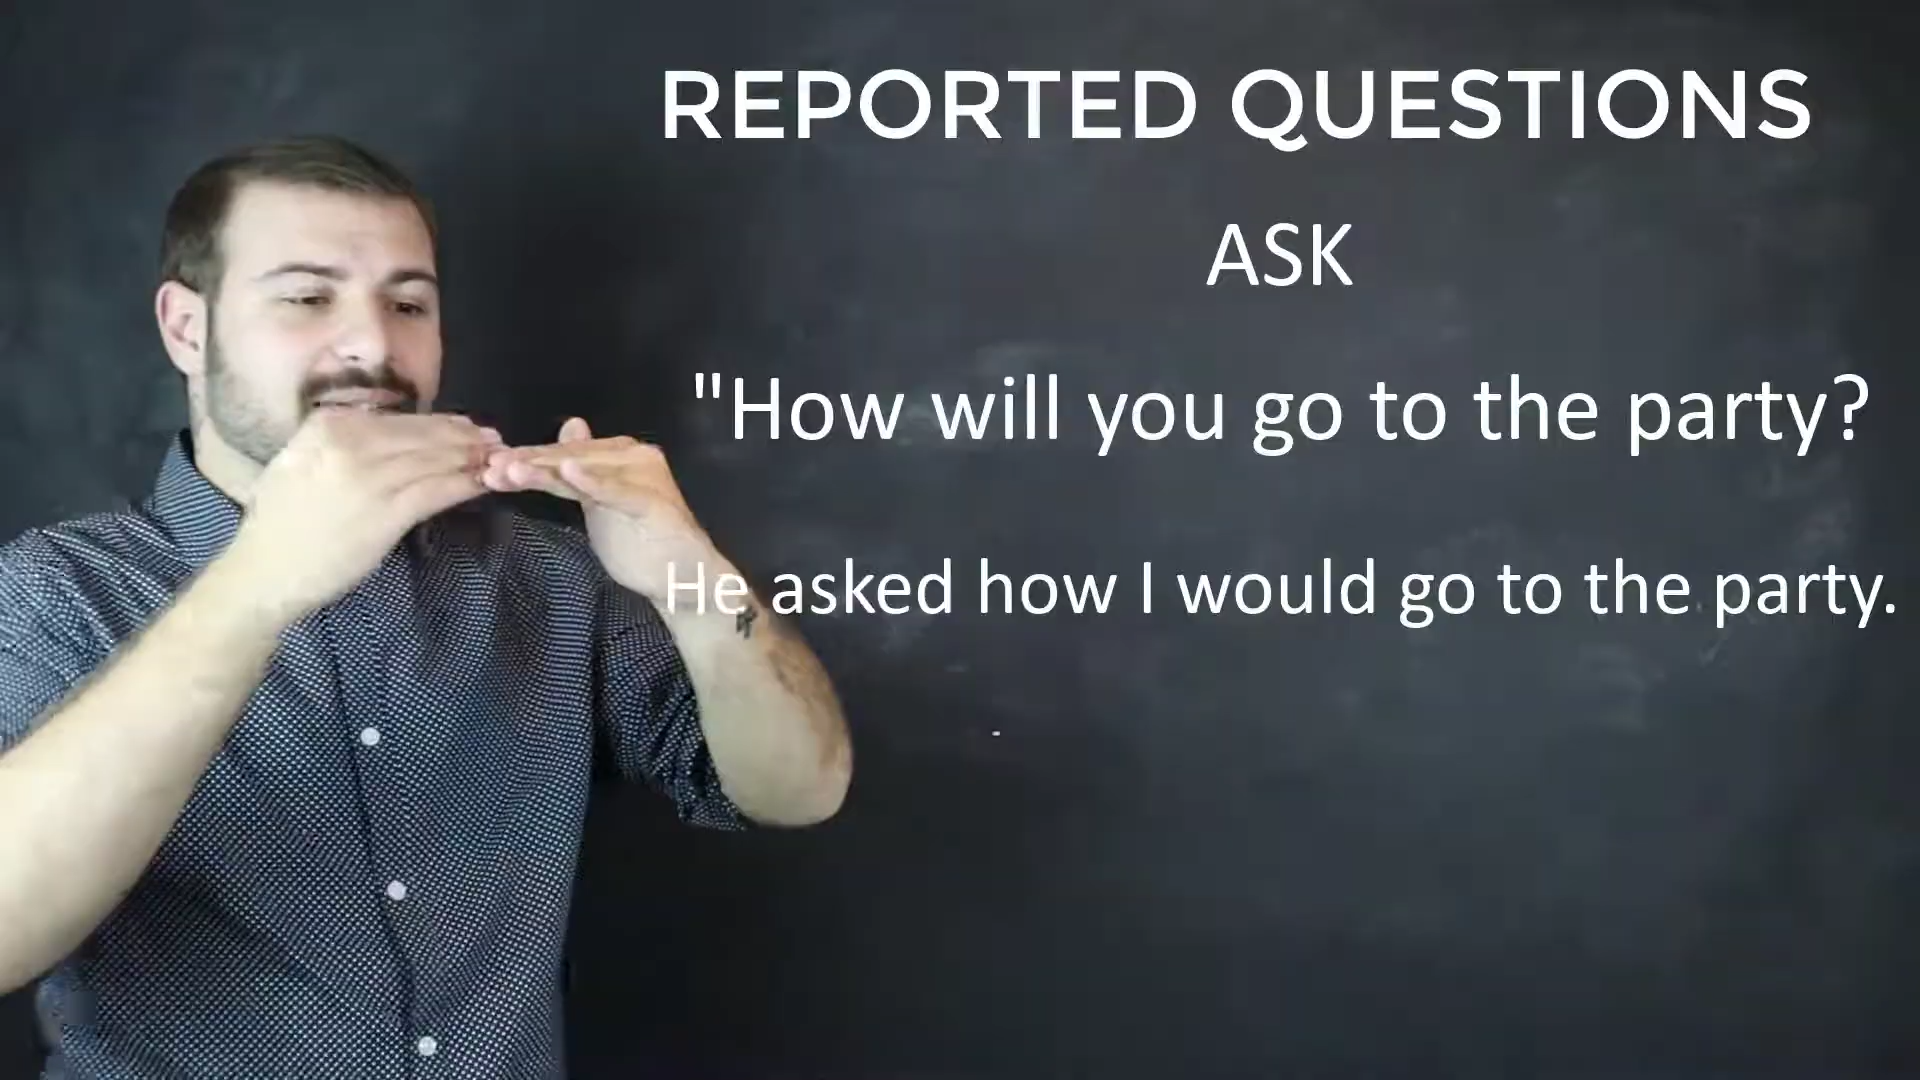 REPORTED QUESTIONS
ASK
"How will you go to the party?
He asked how I would go to the party.